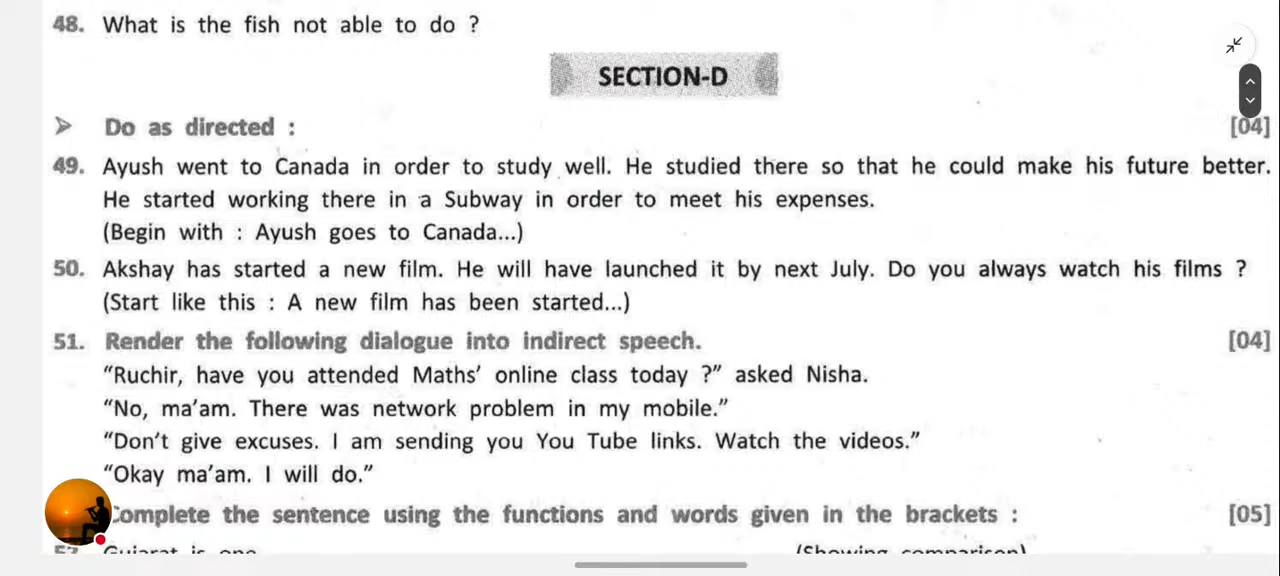 48. What is the fish not able to do ?
SECTION-D
➢ Do as directed : [04]
49. Ayush went to Canada in order to study well. He studied there so that he could make his future better.
He started working there in a Subway in order to meet his expenses.
(Begin with : Ayush goes to Canada...)
50. Akshay has started a new film. He will have launched it by next July. Do you always watch his films ?
(Start like this : A new film has been started...)
51. Render the following dialogue into indirect speech. [04]
"Ruchir, have you attended Maths' online class today ?" asked Nisha.
"No, ma'am. There was network problem in my mobile."
"Don't give excuses. I am sending you You Tube links. Watch the videos."
"Okay ma'am. I will do."
Complete the sentence using the functions and words given in the brackets : [05]
52. Gujarat is one (Showing comparison)